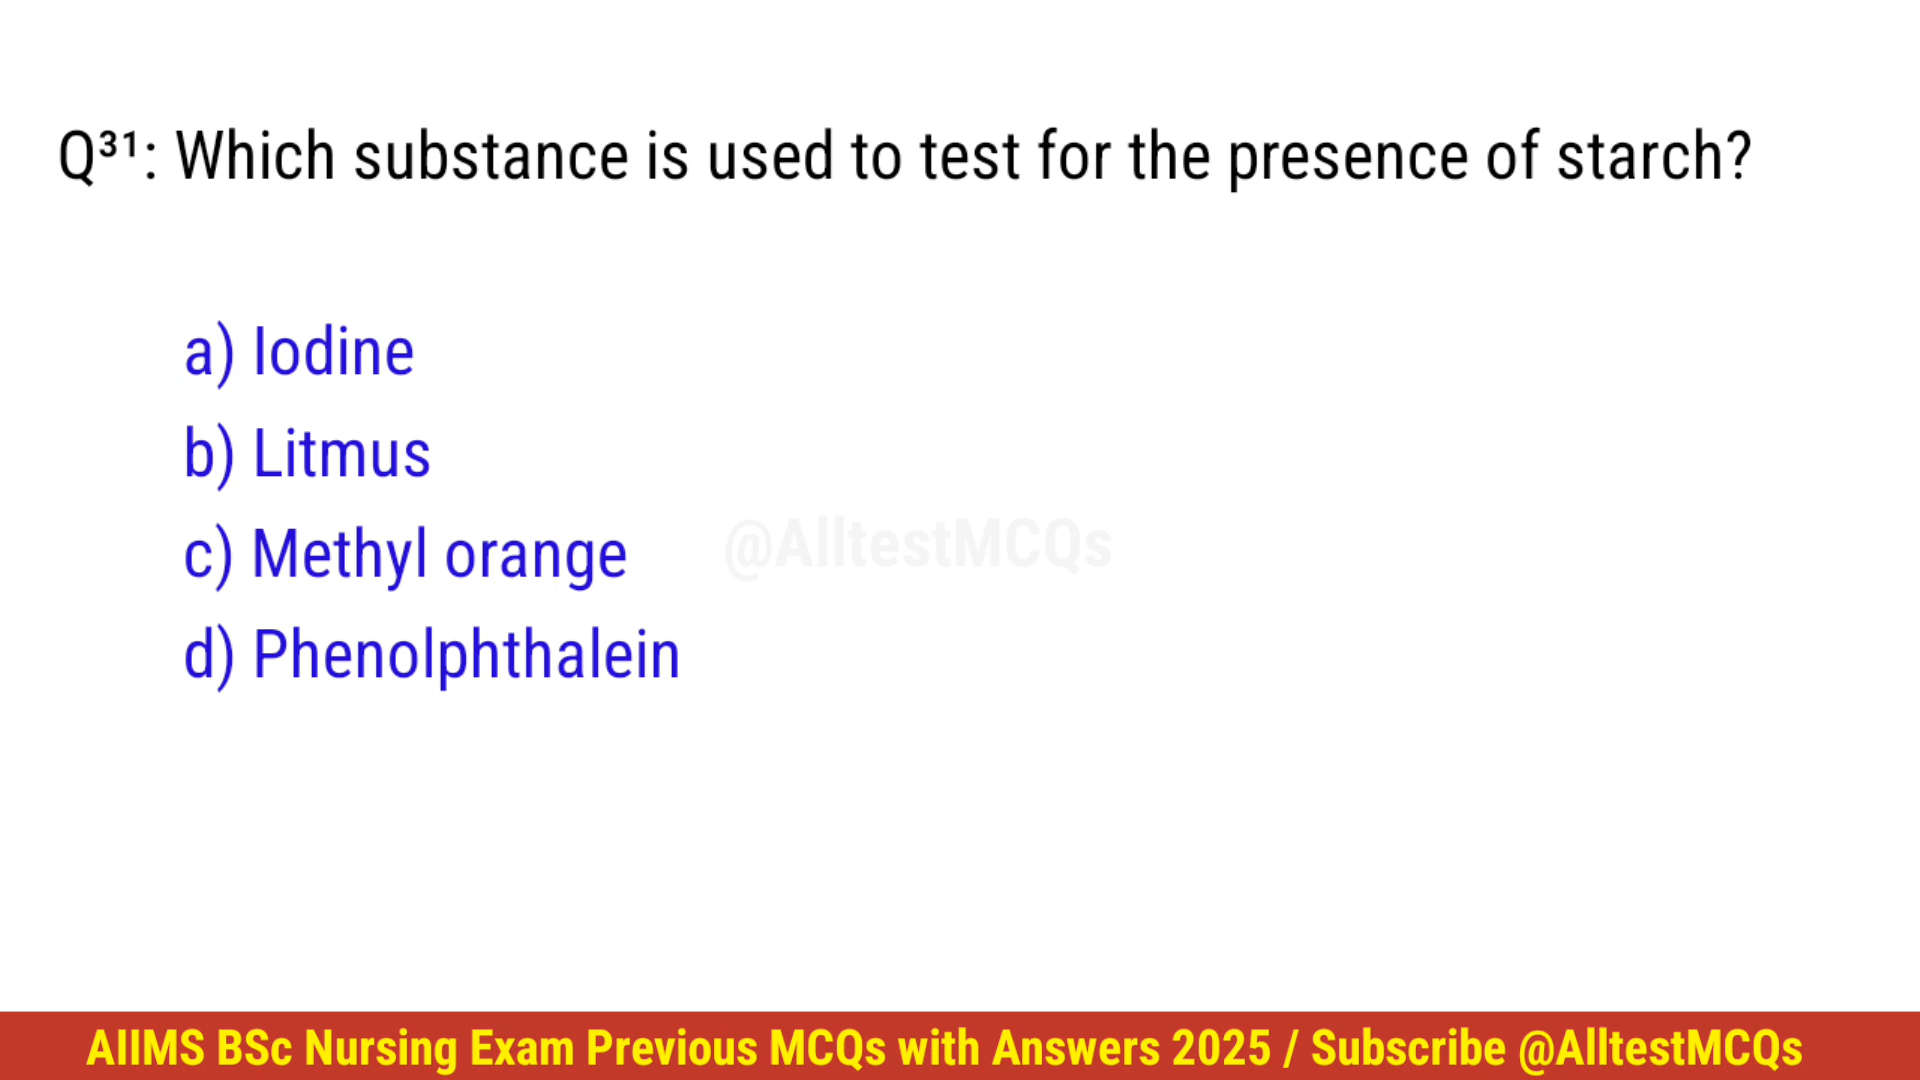 Q³¹: Which substance is used to test for the presence of starch?
a) Iodine
b) Litmus
c) Methyl orange
@AlltestMCQs
d) Phenolphthalein
AIIMS BSc Nursing Exam Previous MCQs with Answers 2025 / Subscribe @AlltestMCQs